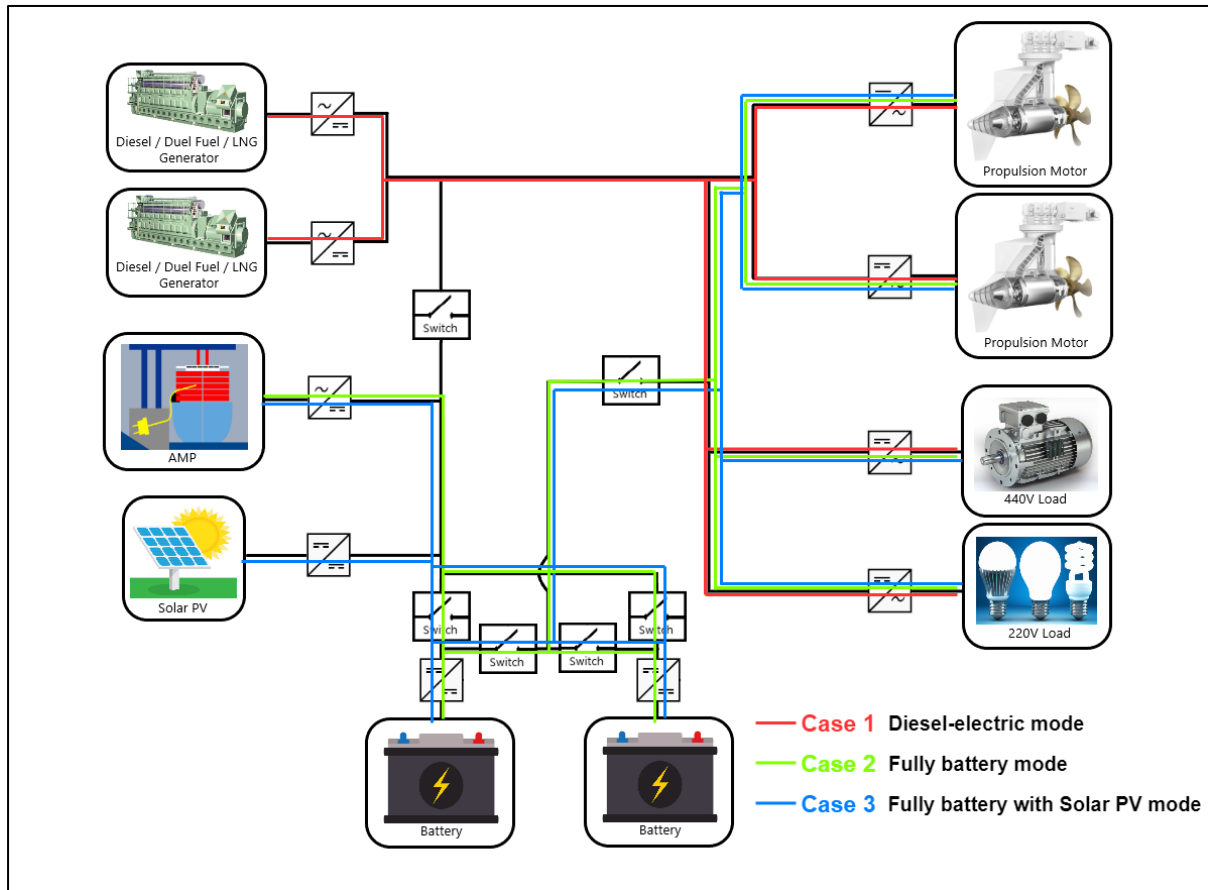 Diesel / Duel Fuel / LNG
Generator
Propulsion Motor
Diesel / Duel Fuel / LNG
Generator
Switch
Propulsion Motor
Switch
AMP
440V Load
Solar PV
Switch
Switch
220V Load
Switch
Switch
Case 1 Diesel-electric mode
Case 2 Fully battery mode
Case 3 Fully battery with Solar PV mode
Battery
Battery